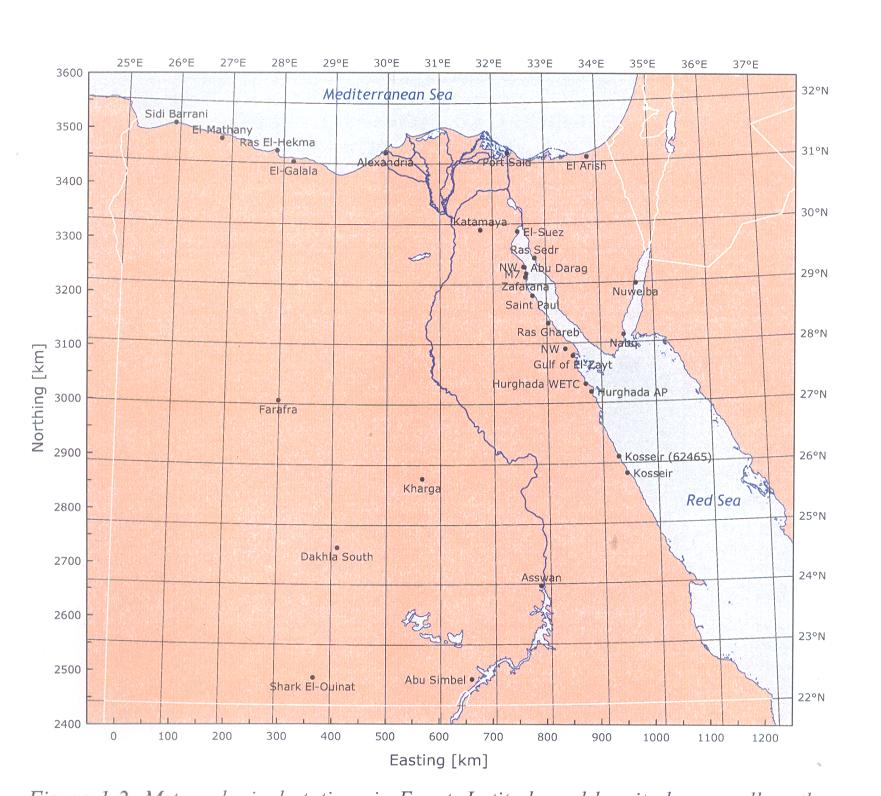 25°E 26°E 27°E 28°E 29°E 30°E 31°E 32°E 33°E 34°E 35°E 36°E 37°E
3600
32°N
Mediterranean Sea
Sidi Barrani
3500
El Mathany
Ras El-Hekma
31°N
Alexandria
Port Said
El Arish
El-Galala
3400
30°N
Katamaya
El-Suez
3300
Ras Sedr
NW
Abu Darag
M7
29°N
Zafarana
Nuweiba
3200
Saint Paul
Ras Ghareb
28°N
Nabq
3100
NW
Gulf of El-Zayt
Hurghada WETC
Hurghada AP
27°N
3000
Farafra
Northing [km]
2900
Kosseir (62465)
26°N
Kosseir
Kharga
Red Sea
2800
25°N
2700
Dakhla South
Asswan
24°N
2600
23°N
2500
Shark El-Ouinat
Abu Simbel
22°N
2400
0 100 200 300 400 500 600 700 800 900 1000 1100 1200
Easting [km]